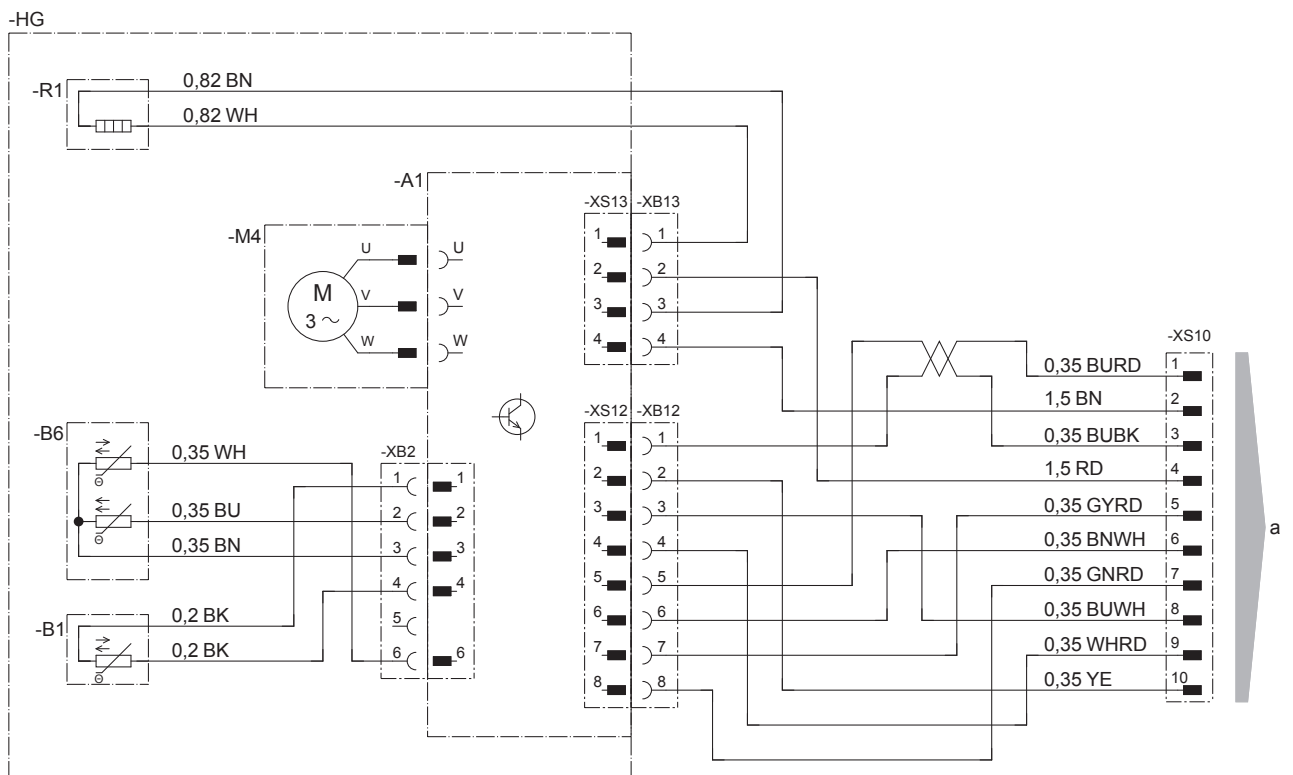 -HG
-R1
0,82 BN
0,82 WH
-A1
-M4
M
3
U
V
W
U
V
W
-XS13 -XB13
1 1
2 2
3 3
4 4
-XS12 -XB12
1 1
2 2
3 3
4 4
5 5
6 6
7 7
8 8
-B6
Θ
Θ
0,35 WH
0,35 BU
0,35 BN
-B1
Θ
0,2 BK
0,2 BK
-XB2
1 1
2 2
3 3
4 4
5
6 6
-XS10
0,35 BURD 1
1,5 BN 2
0,35 BUBK 3
1,5 RD 4
0,35 GYRD 5
0,35 BNWH 6
0,35 GNRD 7
0,35 BUWH 8
0,35 WHRD 9
0,35 YE 10
a